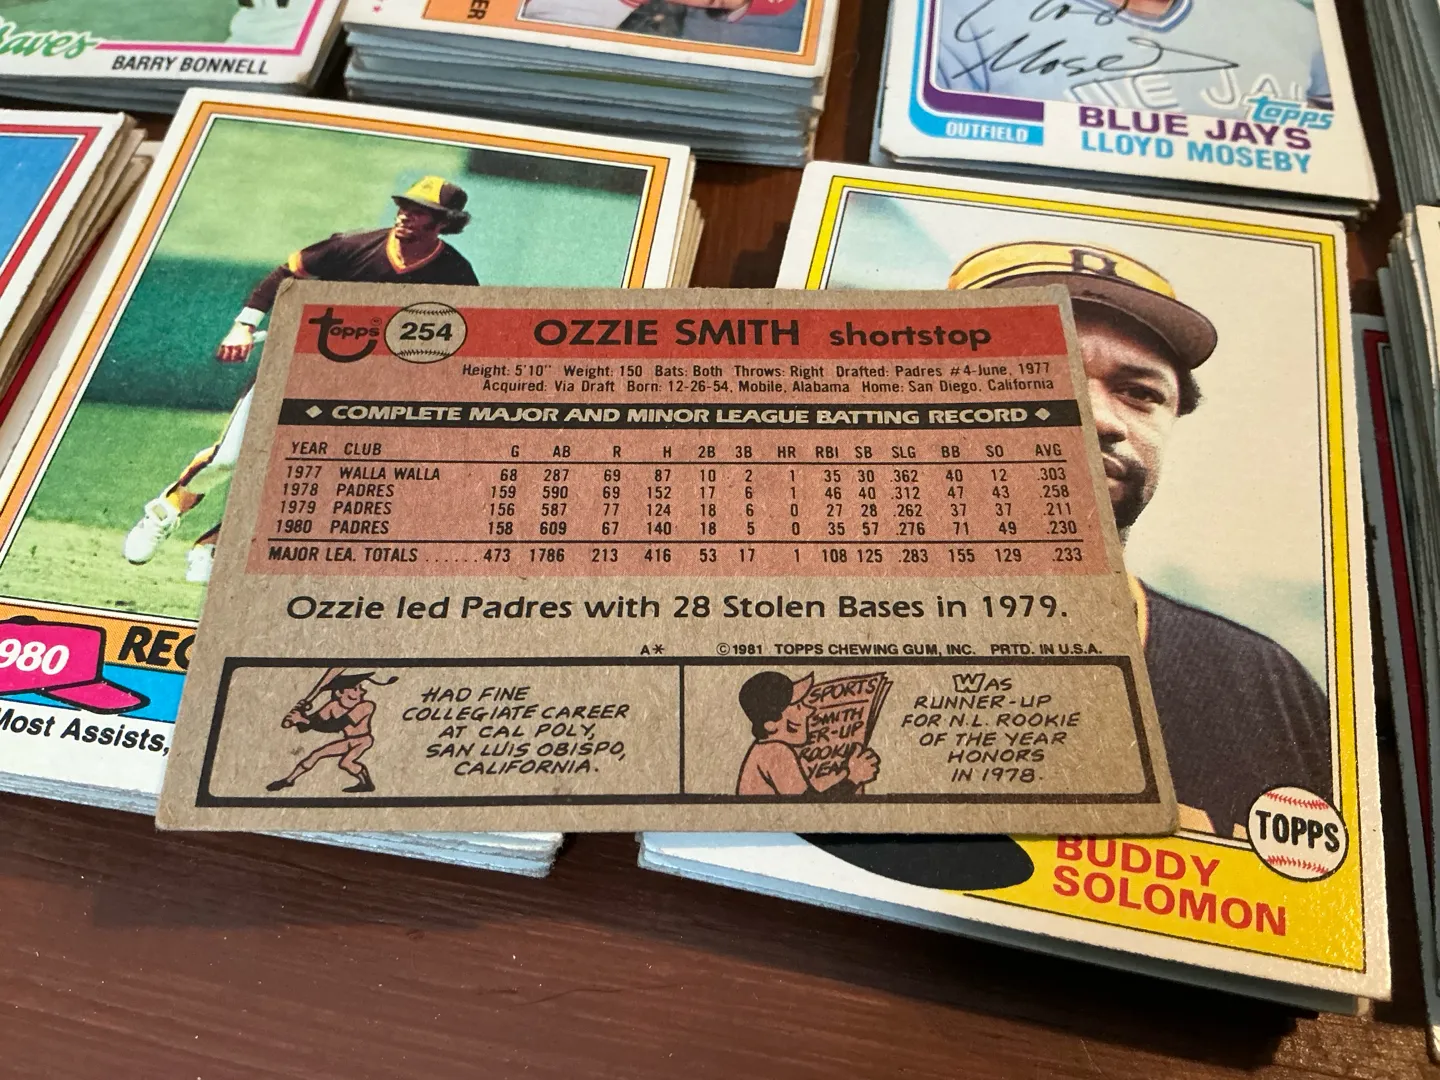 BARRY BONNELL
OUTFIELD
topps
BLUE JAYS
LLOYD MOSEBY
topps 254 OZZIE SMITH shortstop
Height: 5'10" Weight: 150 Bats: Both Throws: Right Drafted: Padres #4-June, 1977
Acquired: Via Draft Born: 12-26-54, Mobile, Alabama Home: San Diego, California
COMPLETE MAJOR AND MINOR LEAGUE BATTING RECORD
YEAR CLUB G AB R H 2B 3B HR RBI SB SLG BB SO AVG
1977 WALLA WALLA 68 287 69 87 10 2 1 35 30 .362 40 12 .303
1978 PADRES 159 590 69 152 17 6 1 46 40 .312 47 43 .258
1979 PADRES 156 587 77 124 18 6 0 27 28 .262 37 37 .211
1980 PADRES 158 609 67 140 18 5 0 35 57 .276 71 49 .230
MAJOR LEA. TOTALS ...... 473 1786 213 416 53 17 1 108 125 .283 155 129 .233
Ozzie led Padres with 28 Stolen Bases in 1979.
A* ©1981 TOPPS CHEWING GUM, INC. PRTD. IN U.S.A.
HAD FINE
COLLEGIATE CAREER
AT CAL POLY,
SAN LUIS OBISPO,
CALIFORNIA.
SPORTS
SMITH
ER-UP
ROOKIE
YEAR
WAS
RUNNER-UP
FOR N.L. ROOKIE
OF THE YEAR
HONORS
IN 1978.
980 REC
Most Assists,
TOPPS
BUDDY
SOLOMON